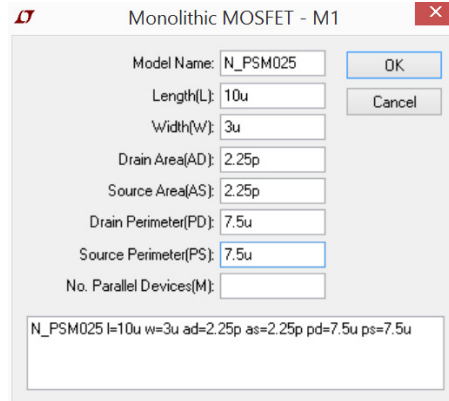 Monolithic MOSFET - M1
Model Name: N_PSM025
OK
Length(L): 10u
Cancel
Width(W): 3u
Drain Area(AD): 2.25p
Source Area(AS): 2.25p
Drain Perimeter(PD): 7.5u
Source Perimeter(PS): 7.5u
No. Parallel Devices(M):
N_PSM025 l=10u w=3u ad=2.25p as=2.25p pd=7.5u ps=7.5u